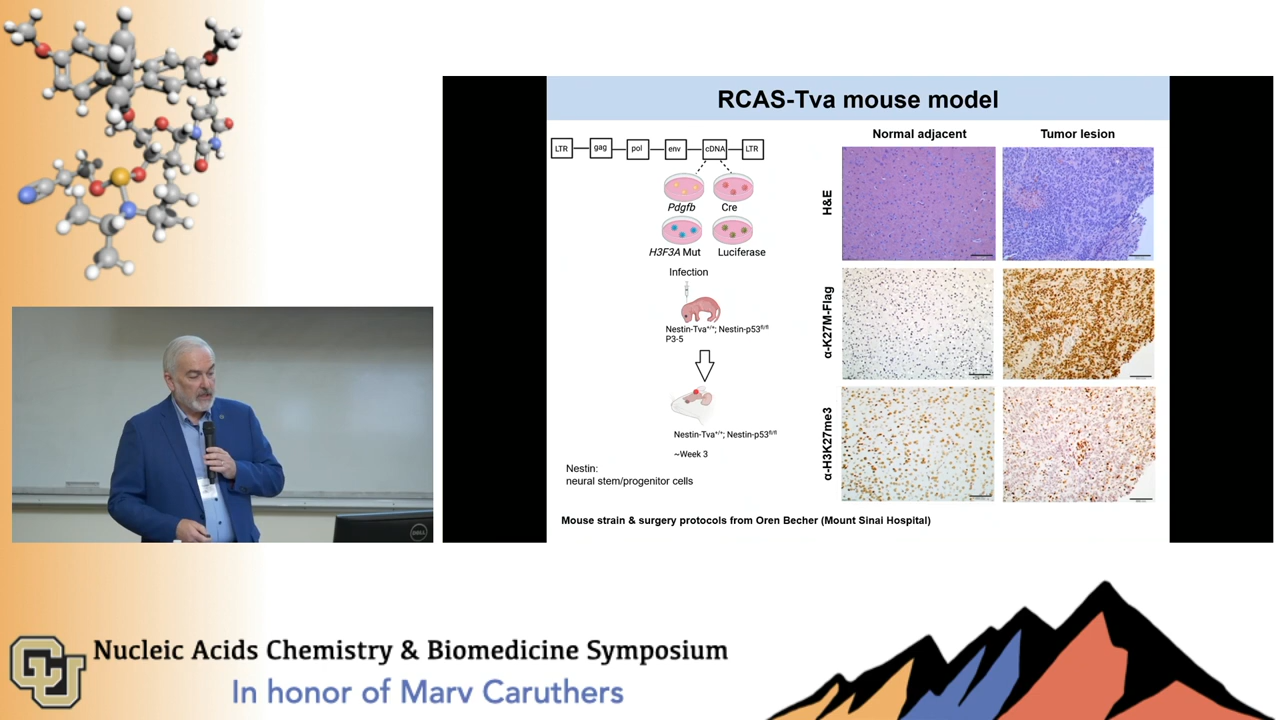 RCAS-Tva mouse model
LTR gag pol env cDNA LTR
Pdgfb Cre
H3F3A Mut Luciferase
Infection
Nestin-Tva+/+; Nestin-p53fl/fl
P3-5
Nestin-Tva+/+; Nestin-p53fl/fl
~Week 3
Nestin:
neural stem/progenitor cells
Normal adjacent Tumor lesion
H&E
α-K27M-Flag
α-H3K27me3
Mouse strain & surgery protocols from Oren Becher (Mount Sinai Hospital)
DELL
CU
Nucleic Acids Chemistry & Biomedicine Symposium
In honor of Marv Caruthers